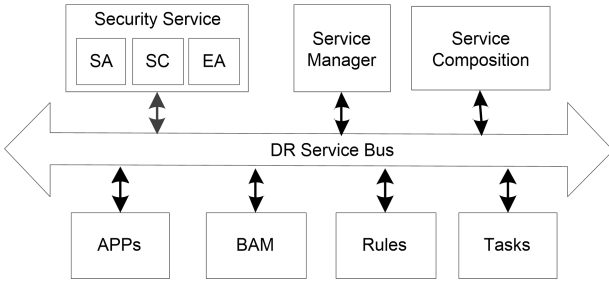 Security Service
SA SC EA
Service
Manager
Service
Composition
DR Service Bus
APPs
BAM
Rules
Tasks